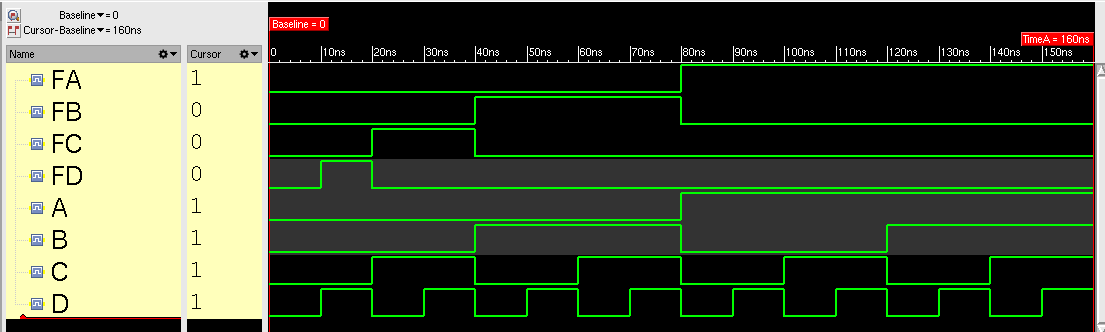 Baseline▼= 0
Cursor-Baseline▼= 160ns
Baseline = 0
TimeA = 160ns
Name
Cursor
0 10ns 20ns 30ns 40ns 50ns 60ns 70ns 80ns 90ns 100ns 110ns 120ns 130ns 140ns 150ns
FA 1
FB 0
FC 0
FD 0
A 1
B 1
C 1
D 1